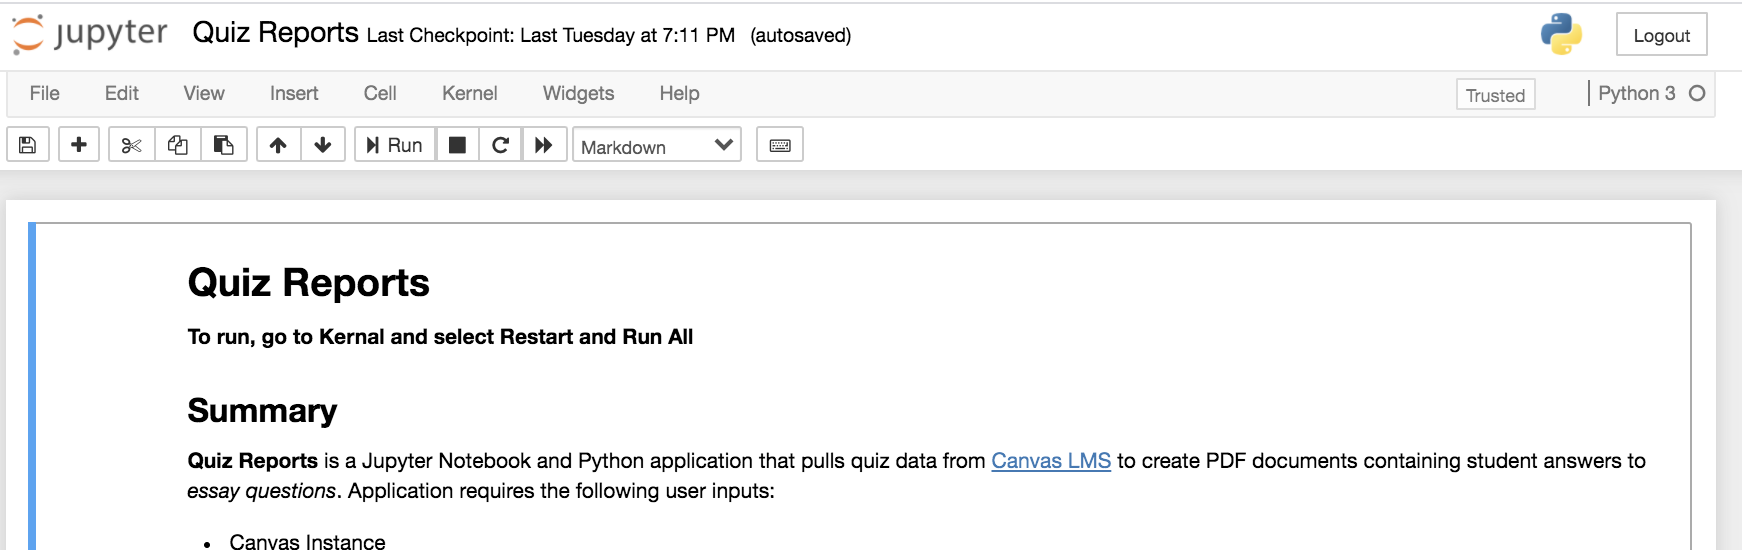 jupyter Quiz Reports Last Checkpoint: Last Tuesday at 7:11 PM (autosaved) Logout
File Edit View Insert Cell Kernel Widgets Help Trusted Python 3
Run Markdown
Quiz Reports
To run, go to Kernal and select Restart and Run All
Summary
Quiz Reports is a Jupyter Notebook and Python application that pulls quiz data from Canvas LMS to create PDF documents containing student answers to
essay questions. Application requires the following user inputs:
• Canvas Instance